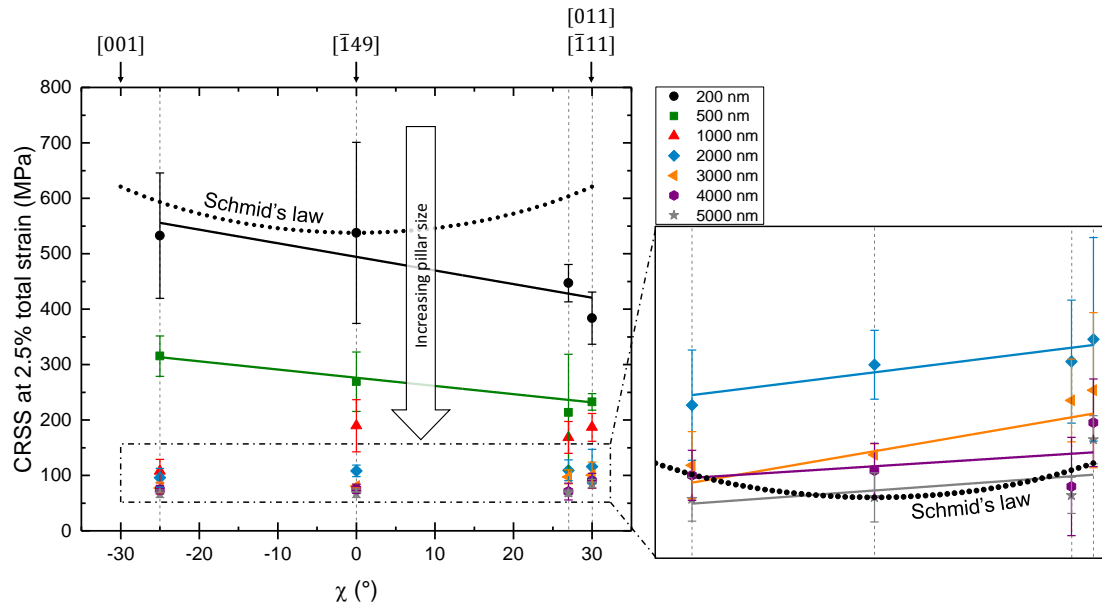 [001]
[1̅49]
[011]
[1̅11]
800
700
600
500
400
300
200
100
0
CRSS at 2.5% total strain (MPa)
Schmid's law
Increasing pillar size
-30
-20
-10
0
10
20
30
χ (°)
200 nm
500 nm
1000 nm
2000 nm
3000 nm
4000 nm
5000 nm
Schmid's law